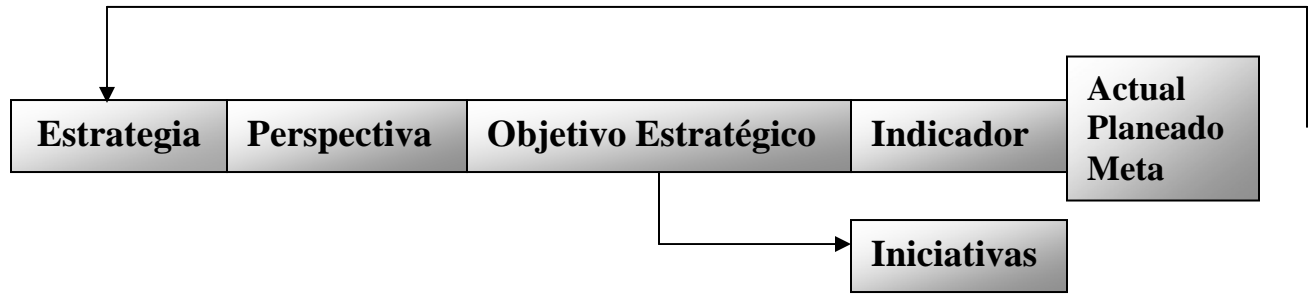 Estrategia
Perspectiva
Objetivo Estratégico
Indicador
Actual
Planeado
Meta
Iniciativas